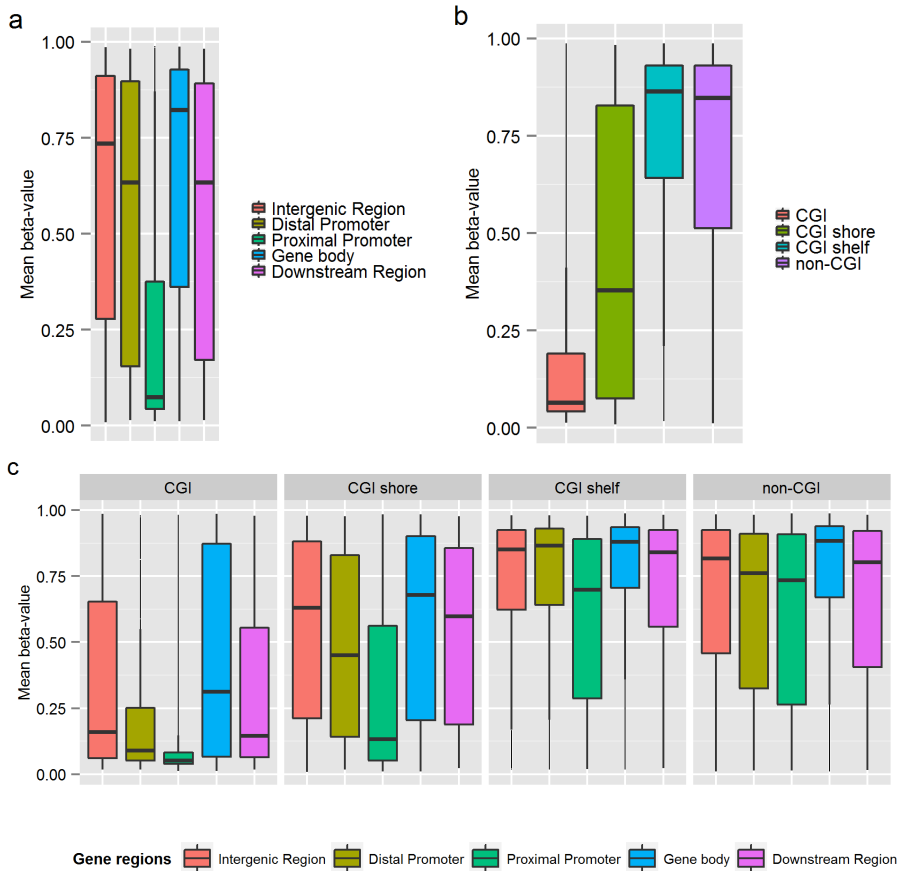 a
Mean beta-value
1.00
0.75
0.50
0.25
0.00
Intergenic Region
Distal Promoter
Proximal Promoter
Gene body
Downstream Region
b
Mean beta-value
1.00
0.75
0.50
0.25
0.00
CGI
CGI shore
CGI shelf
non-CGI
c
CGI CGI shore CGI shelf non-CGI
Mean beta-value
1.00
0.75
0.50
0.25
0.00
Gene regions Intergenic Region Distal Promoter Proximal Promoter Gene body Downstream Region